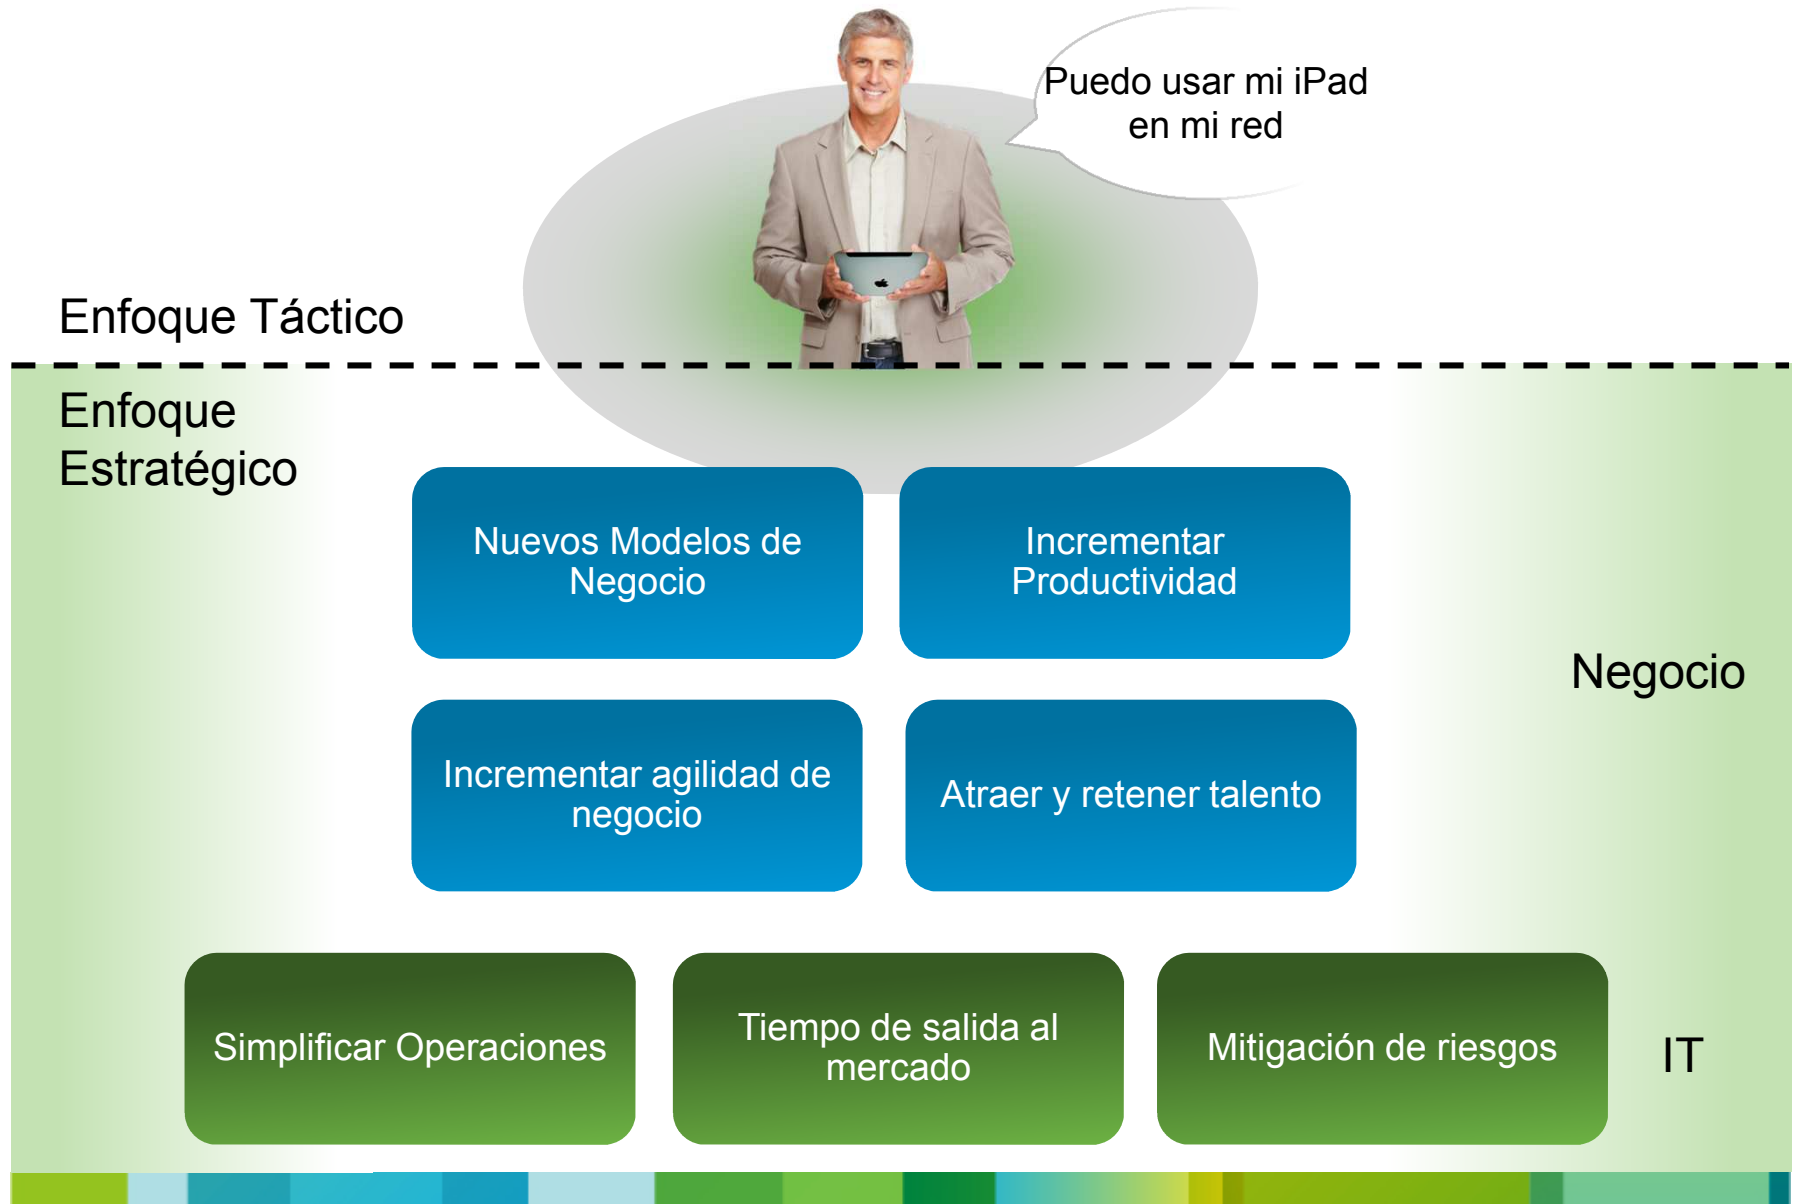 Puedo usar mi iPad
en mi red
Enfoque Táctico
Enfoque
Estratégico
Nuevos Modelos de
Negocio
Incrementar
Productividad
Negocio
Incrementar agilidad de
negocio
Atraer y retener talento
Simplificar Operaciones
Tiempo de salida al
mercado
Mitigación de riesgos
IT